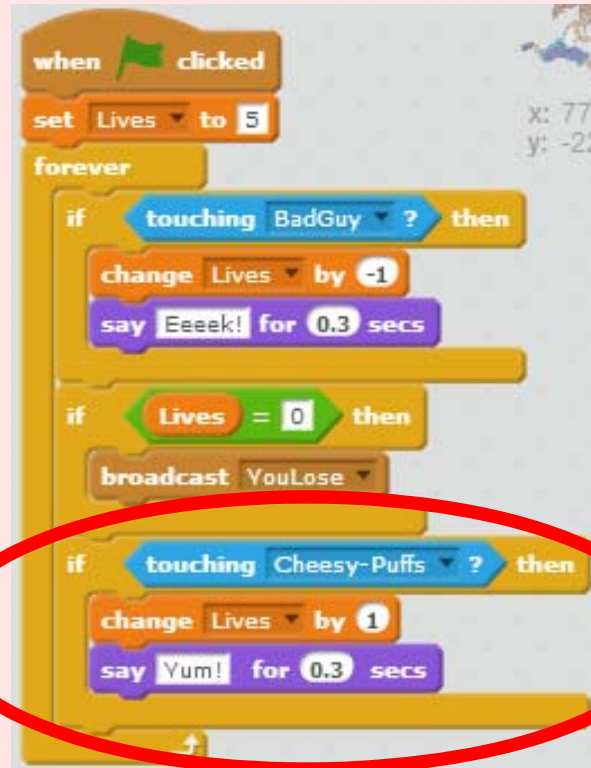 when clicked
set Lives to 5
x: 77
y: -22
forever
if touching BadGuy ? then
change Lives by -1
say Eeeek! for 0.3 secs
if Lives = 0 then
broadcast YouLose
if touching Cheesy-Puffs ? then
change Lives by 1
say Yum! for 0.3 secs